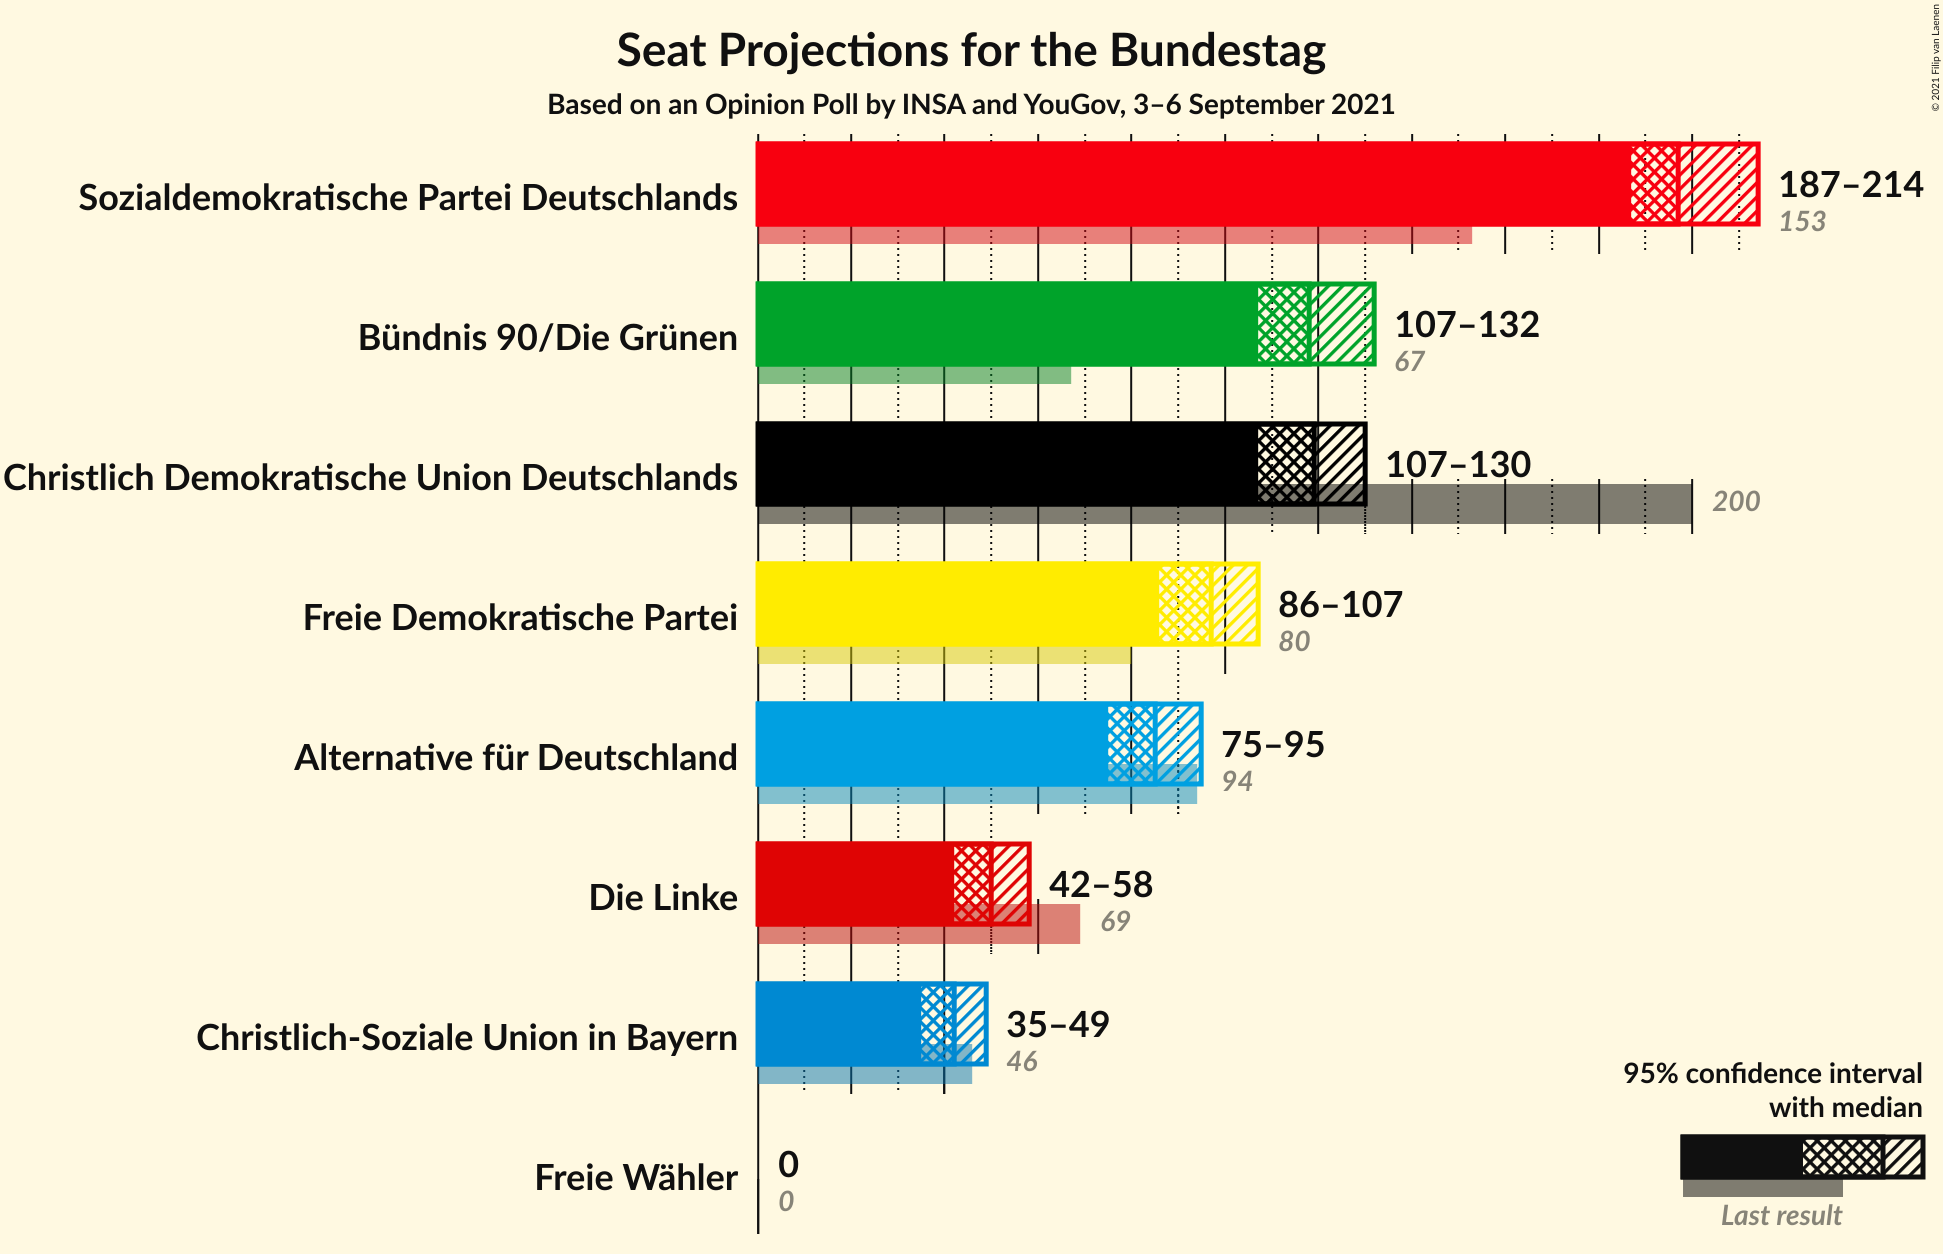 Seat Projections for the Bundestag
Based on an Opinion Poll by INSA and YouGov, 3–6 September 2021
© 2021 Filip van Laenen
Sozialdemokratische Partei Deutschlands
187–214
153
Bündnis 90/Die Grünen
107–132
67
Christlich Demokratische Union Deutschlands
107–130
200
Freie Demokratische Partei
86–107
80
Alternative für Deutschland
75–95
94
Die Linke
42–58
69
Christlich-Soziale Union in Bayern
35–49
46
Freie Wähler
0
0
95% confidence interval
with median
Last result